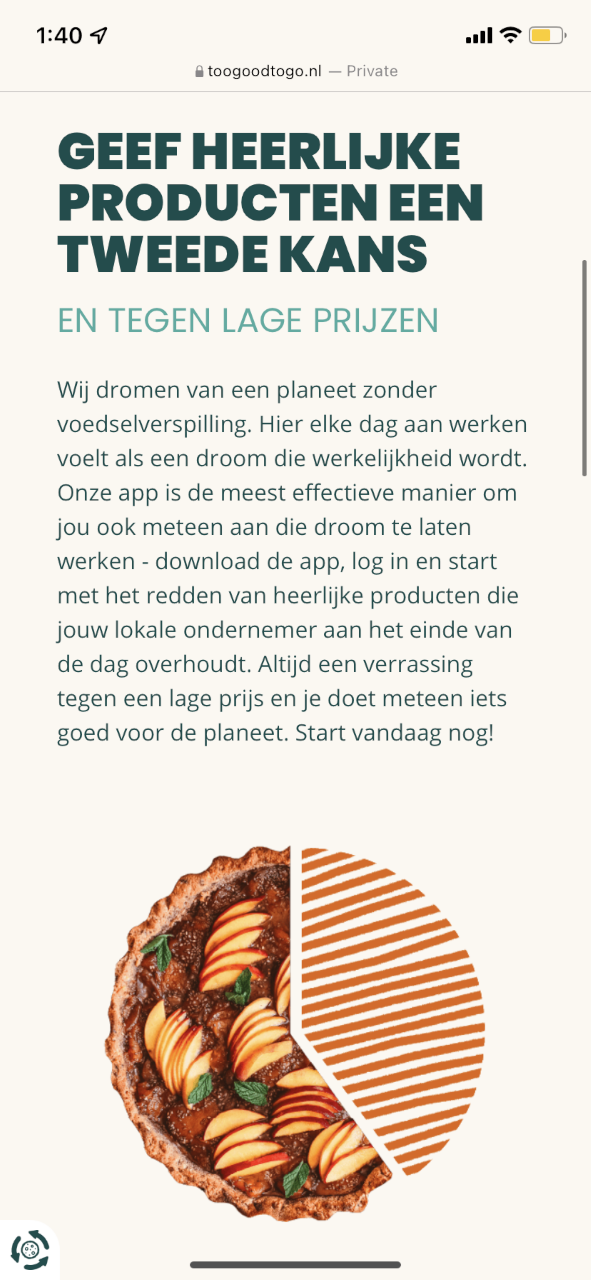 1:40
toogoodtogo.nl — Private
GEEF HEERLIJKE
PRODUCTEN EEN
TWEEDE KANS
EN TEGEN LAGE PRIJZEN
Wij dromen van een planeet zonder
voedselverspilling. Hier elke dag aan werken
voelt als een droom die werkelijkheid wordt.
Onze app is de meest effectieve manier om
jou ook meteen aan die droom te laten
werken - download de app, log in en start
met het redden van heerlijke producten die
jouw lokale ondernemer aan het einde van
de dag overhoudt. Altijd een verrassing
tegen een lage prijs en je doet meteen iets
goed voor de planeet. Start vandaag nog!